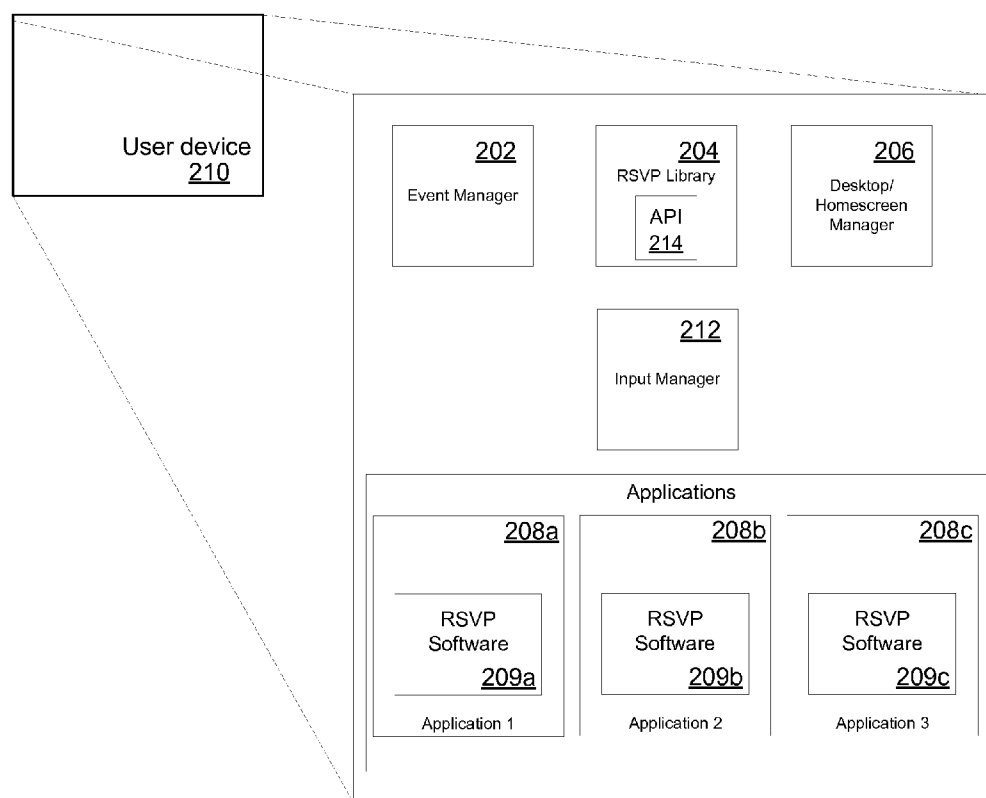 User device
210
202
Event Manager
204
RSVP Library
API
214
206
Desktop/
Homescreen
Manager
212
Input Manager
Applications
208a
RSVP
Software
209a
Application 1
208b
RSVP
Software
209b
Application 2
208c
RSVP
Software
209c
Application 3